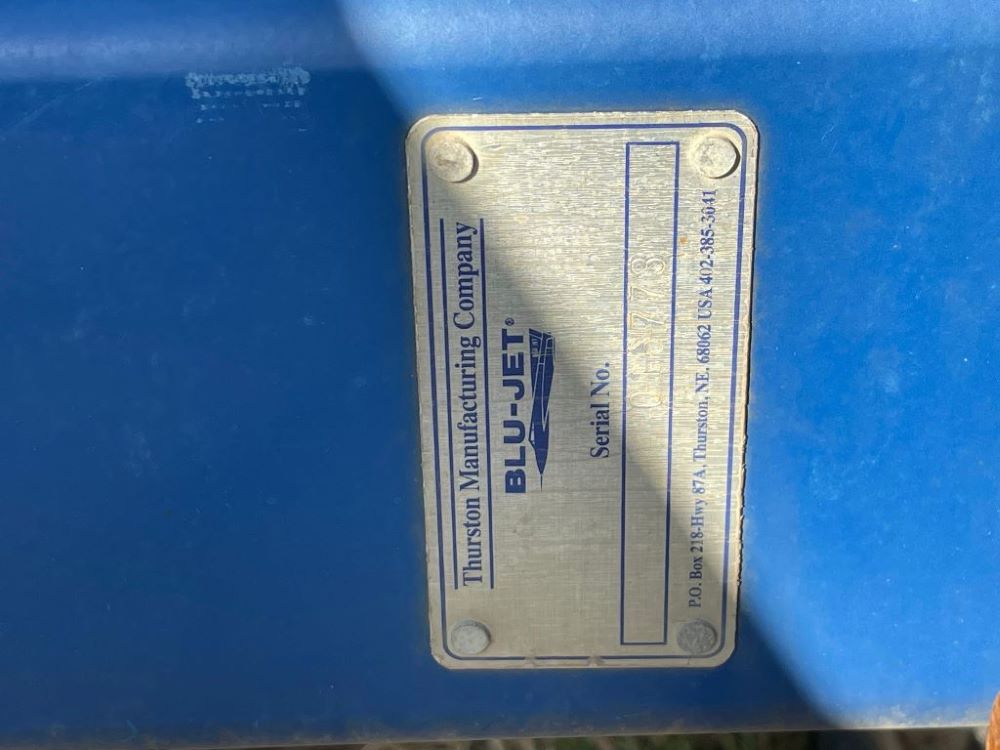 Thurston Manufacturing Company
BLU-JET®
Serial No.
P.O. Box 218-Hwy 87A, Thurston, NE. 68062 USA 402-385-3041